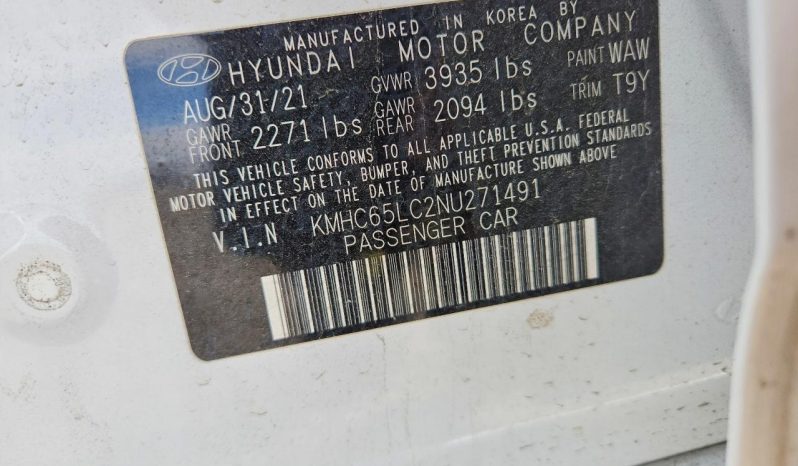 MANUFACTURED IN KOREA BY
HYUNDAI MOTOR COMPANY
AUG/31/21 GVWR 3935 lbs PAINT WAW
GAWR FRONT 2271 lbs GAWR REAR 2094 lbs TRIM T9Y
THIS VEHICLE CONFORMS TO ALL APPLICABLE U.S.A. FEDERAL
MOTOR VEHICLE SAFETY, BUMPER, AND THEFT PREVENTION STANDARDS
IN EFFECT ON THE DATE OF MANUFACTURE SHOWN ABOVE
V.I.N KMHC65LC2NU271491
PASSENGER CAR